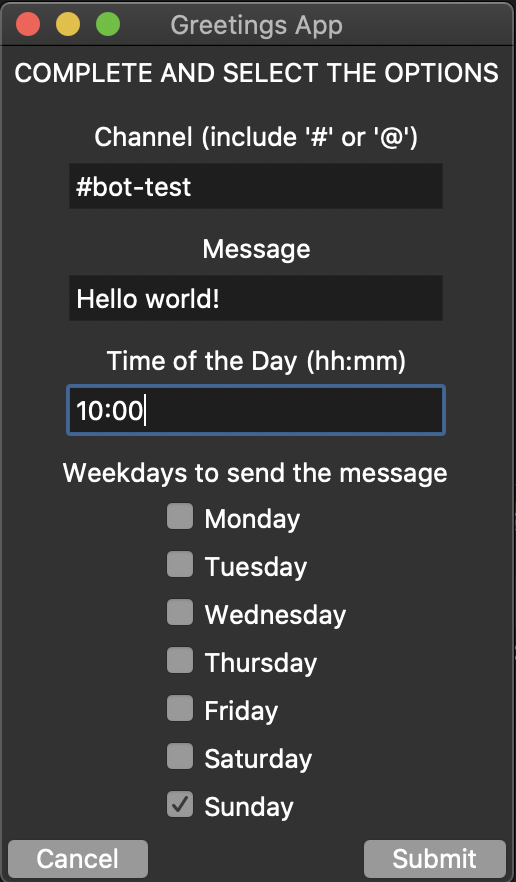 Greetings App
COMPLETE AND SELECT THE OPTIONS
Channel (include '#' or '@')
#bot-test
Message
Hello world!
Time of the Day (hh:mm)
10:00
Weekdays to send the message
Monday
Tuesday
Wednesday
Thursday
Friday
Saturday
Sunday
Cancel Submit